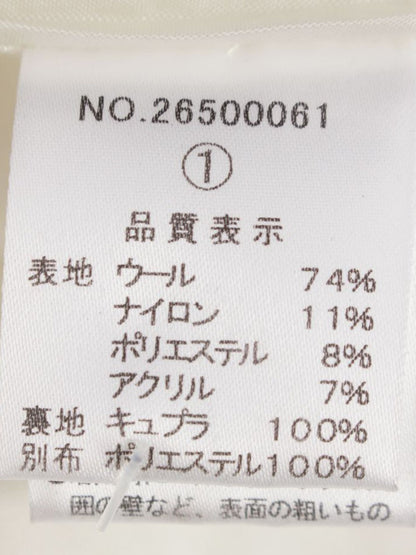 NO.26500061
①
品質表示
表地 ウール 74%
ナイロン 11%
ポリエステル 8%
アクリル 7%
裏地 キュプラ 100%
別布 ポリエステル100%
囲の壁など、表面の粗いもの